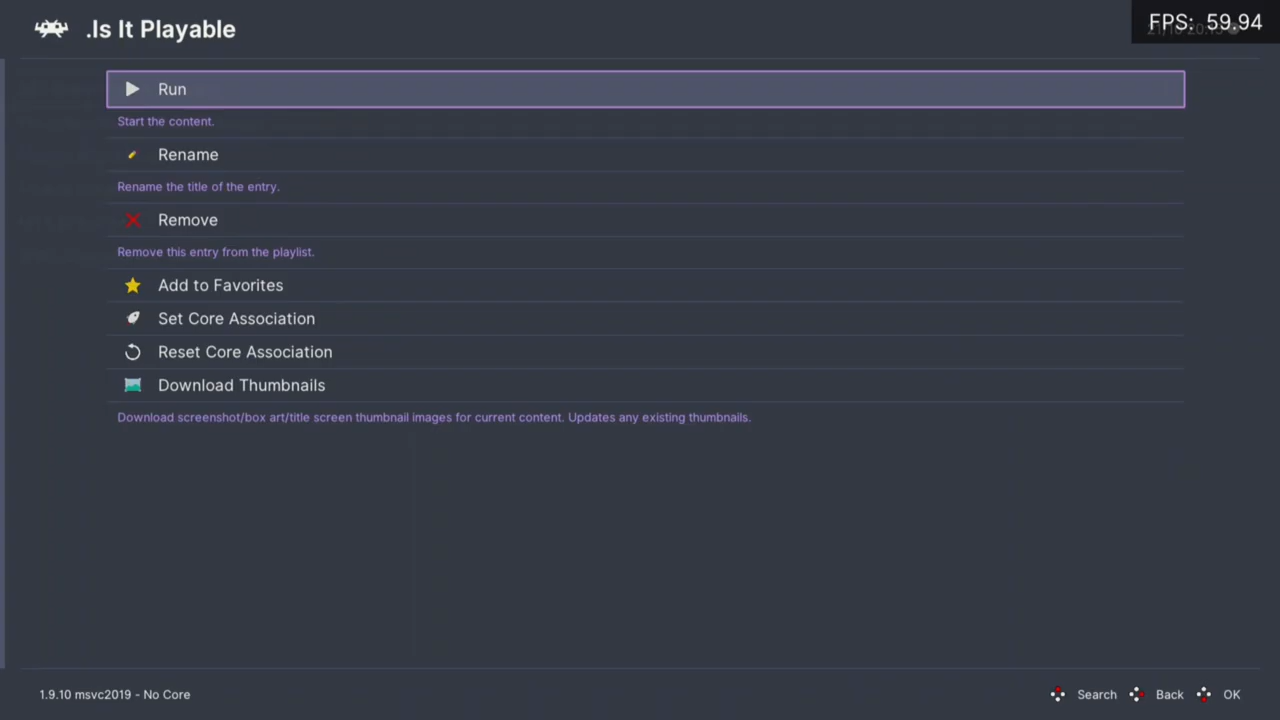 .Is It Playable
FPS: 59.94
Run
Start the content.
Rename
Rename the title of the entry.
Remove
Remove this entry from the playlist.
Add to Favorites
Set Core Association
Reset Core Association
Download Thumbnails
Download screenshot/box art/title screen thumbnail images for current content. Updates any existing thumbnails.
1.9.10 msvc2019 - No Core
Search
Back
OK